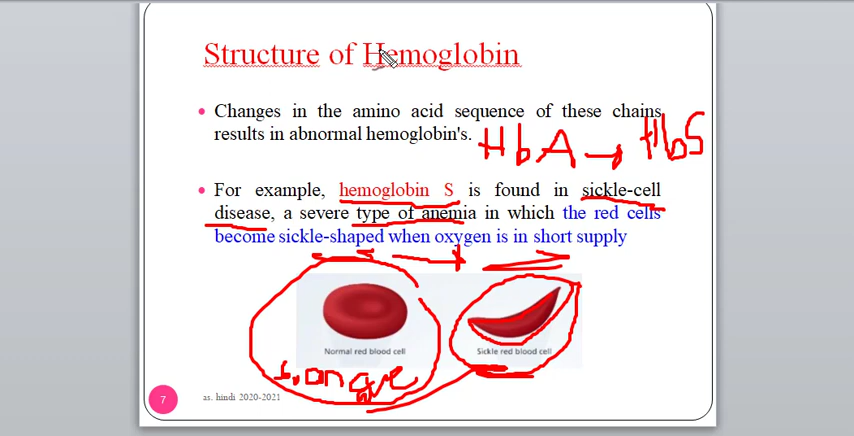 Structure of Hemoglobin
Changes in the amino acid sequence of these chains
results in abnormal hemoglobin's.
HbA → HbS
For example, hemoglobin S is found in sickle-cell
disease, a severe type of anemia in which the red cells
become sickle-shaped when oxygen is in short supply
Normal red blood cell
Sickle red blood cell
7
as. hindi 2020-2021